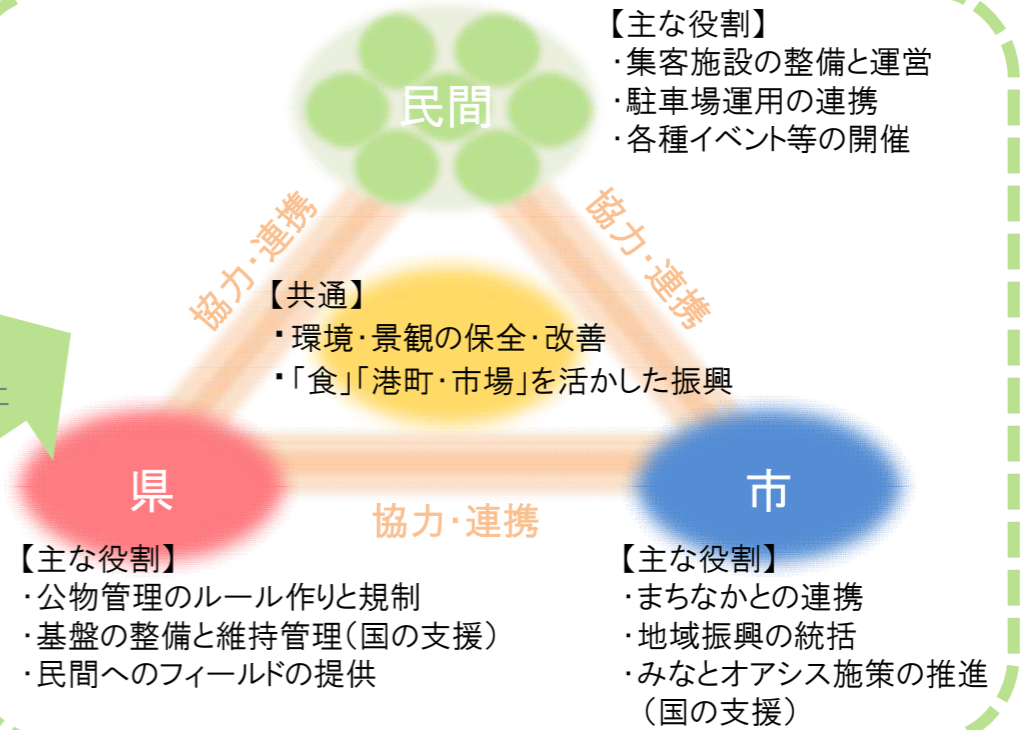 【主な役割】
・集客施設の整備と運営
・駐車場運用の連携
・各種イベント等の開催
民間
協力・連携
協力・連携
【共通】
・環境・景観の保全・改善
・「食」「港町・市場」を活かした振興
県
市
協力・連携
【主な役割】
・公物管理のルール作りと規制
・基盤の整備と維持管理(国の支援)
・民間へのフィールドの提供
【主な役割】
・まちなかとの連携
・地域振興の統括
・みなとオアシス施策の推進
(国の支援)